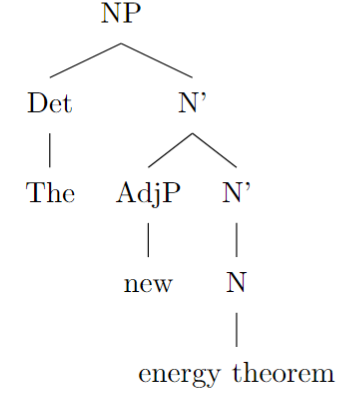 NP
Det N’
The AdjP N’
new N
energy theorem